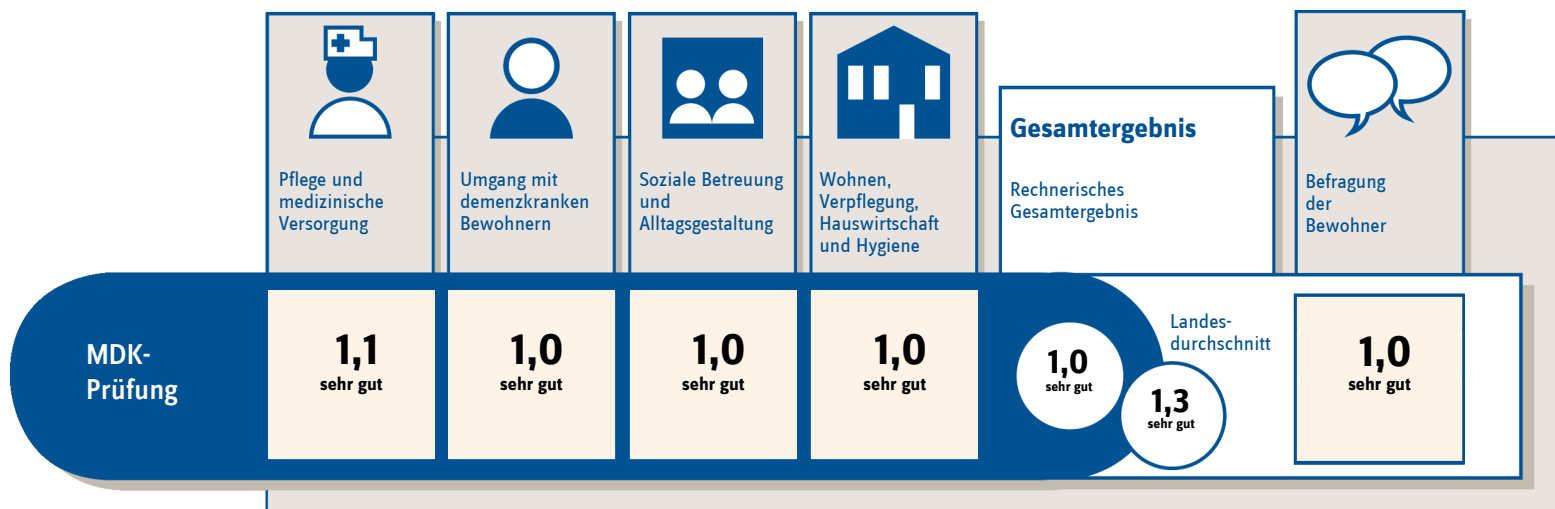 Pflege und
medizinische
Versorgung
Umgang mit
demenzkranken
Bewohnern
Soziale Betreuung
und
Alltagsgestaltung
Wohnen,
Verpflegung,
Hauswirtschaft
und Hygiene
Gesamtergebnis
Rechnerisches
Gesamtergebnis
Befragung
der
Bewohner
MDK-
Prüfung
1,1
sehr gut
1,0
sehr gut
1,0
sehr gut
1,0
sehr gut
1,0
sehr gut
Landes-
durchschnitt
1,3
sehr gut
1,0
sehr gut